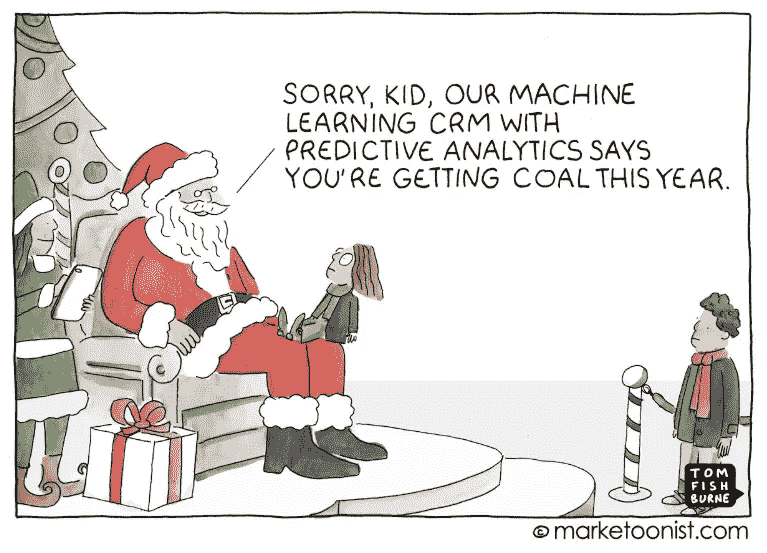 SORRY, KID, OUR MACHINE
LEARNING CRM WITH
PREDICTIVE ANALYTICS SAYS
YOU'RE GETTING COAL THIS YEAR.
TOM
FISH
BURNE
© marketoonist.com